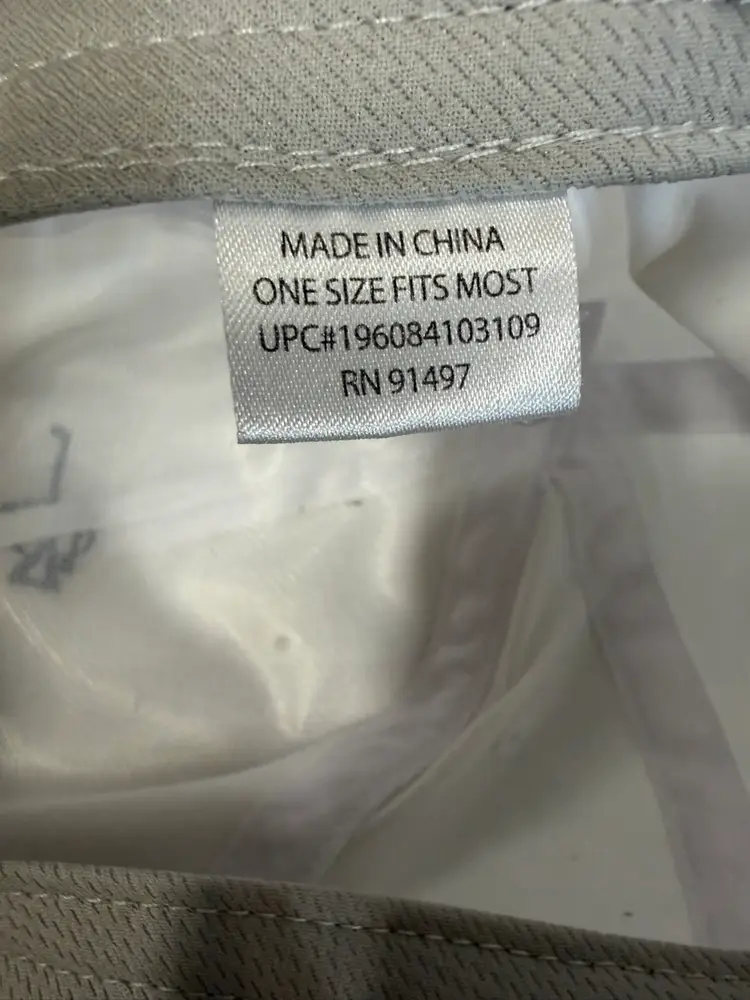 MADE IN CHINA
ONE SIZE FITS MOST
UPC#196084103109
RN 91497